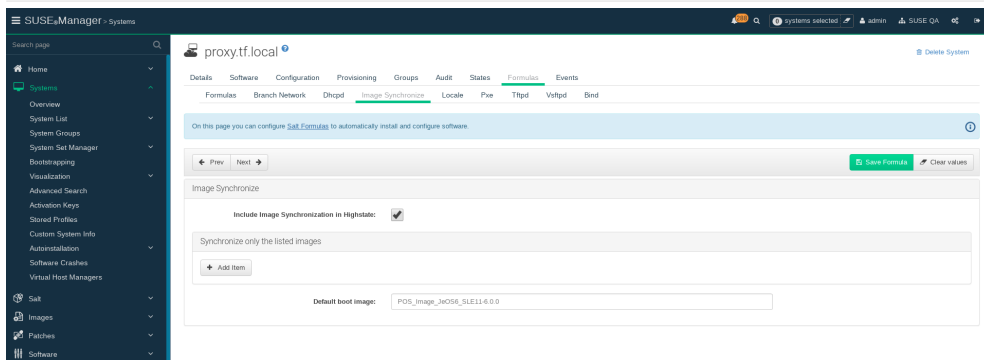 SUSE®Manager > Systems
systems selected
admin
SUSE QA
Search page
Home
Systems
Overview
System List
System Groups
System Set Manager
Bootstrapping
Visualization
Advanced Search
Activation Keys
Stored Profiles
Custom System Info
Autoinstallation
Software Crashes
Virtual Host Managers
Salt
Images
Patches
Software
proxy.tf.local ?
Delete System
Details Software Configuration Provisioning Groups Audit States Formulas Events
Formulas Branch Network Dhcpd Image Synchronize Locale Pxe Tftpd Vsftpd Bind
On this page you can configure Salt Formulas to automatically install and configure software.
Prev Next
Save Formula Clear values
Image Synchronize
Include Image Synchronization in Highstate:
Synchronize only the listed images
+ Add Item
Default boot image: POS_Image_JeOS6_SLE11-6.0.0